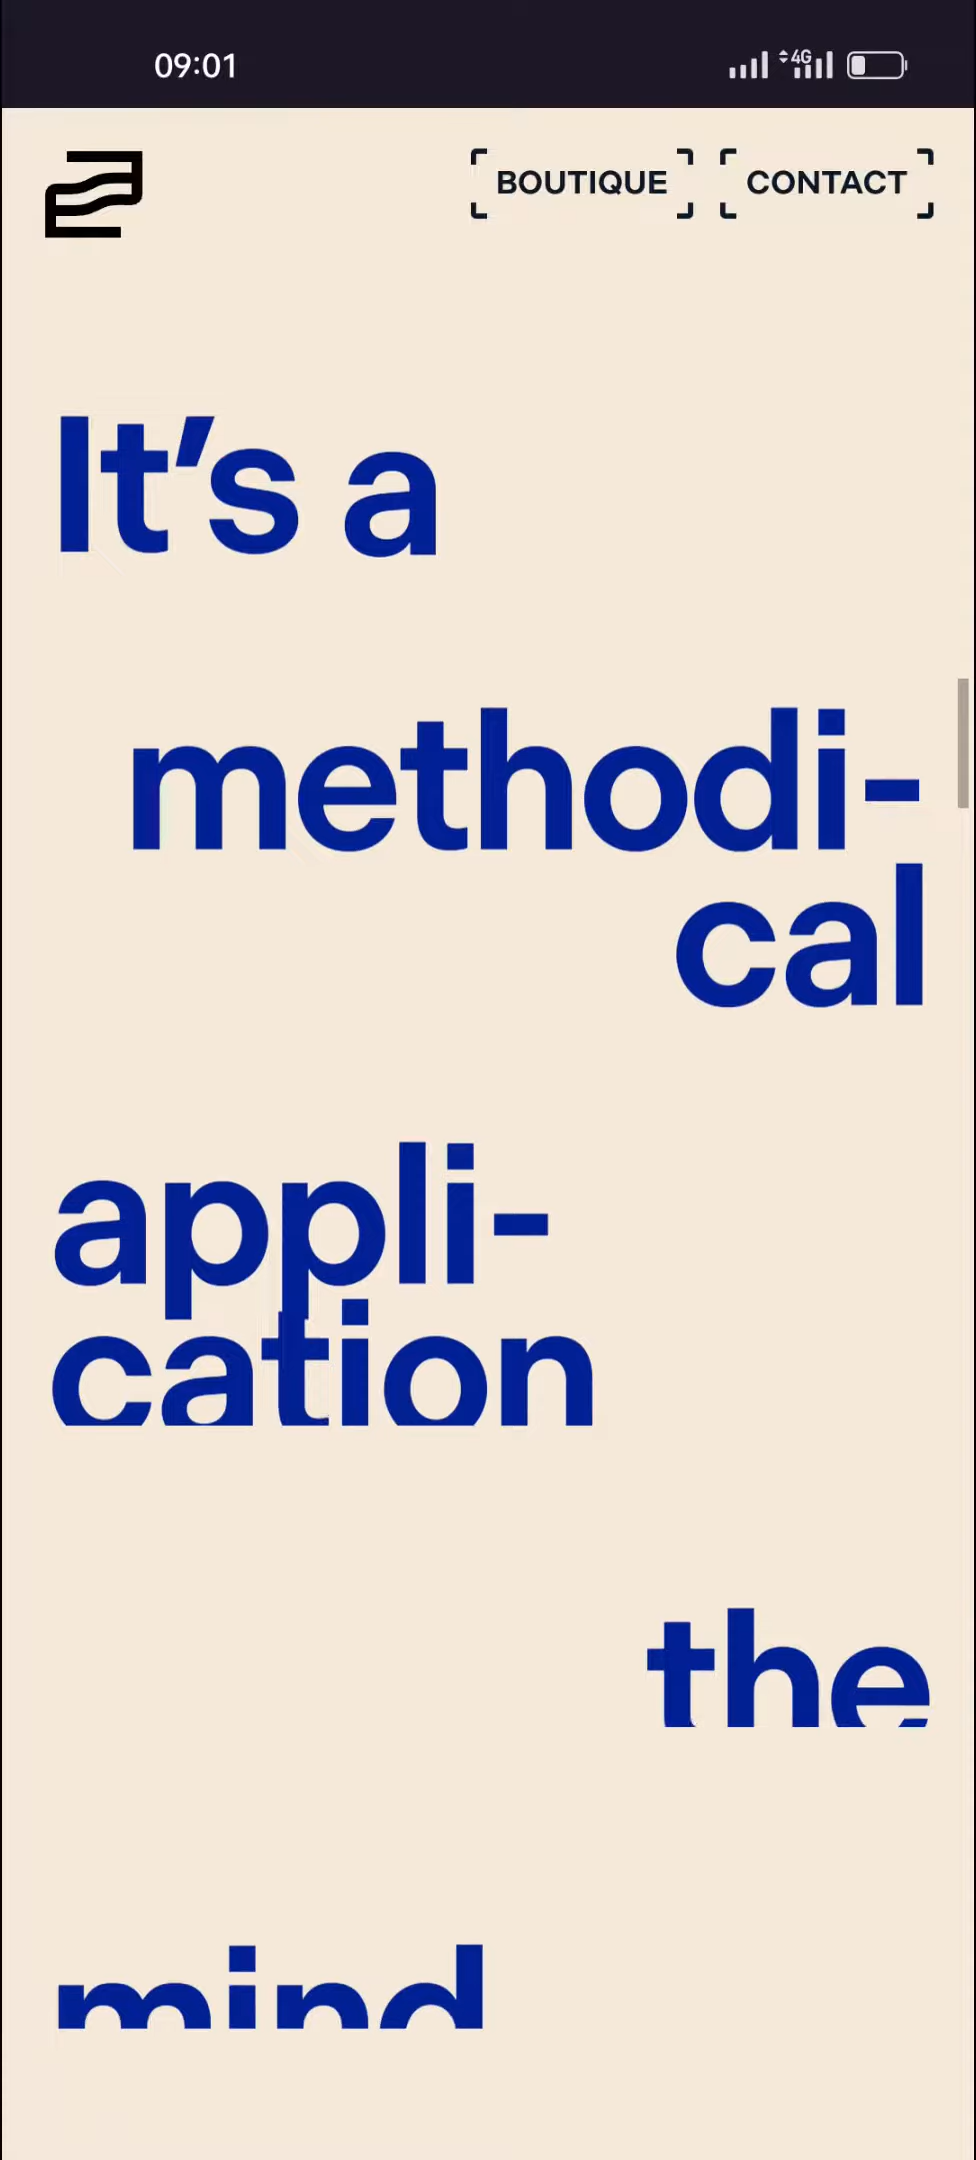 09:01
4G
BOUTIQUE
CONTACT
It’s a
methodi-
cal
appli-
cation
the
mind